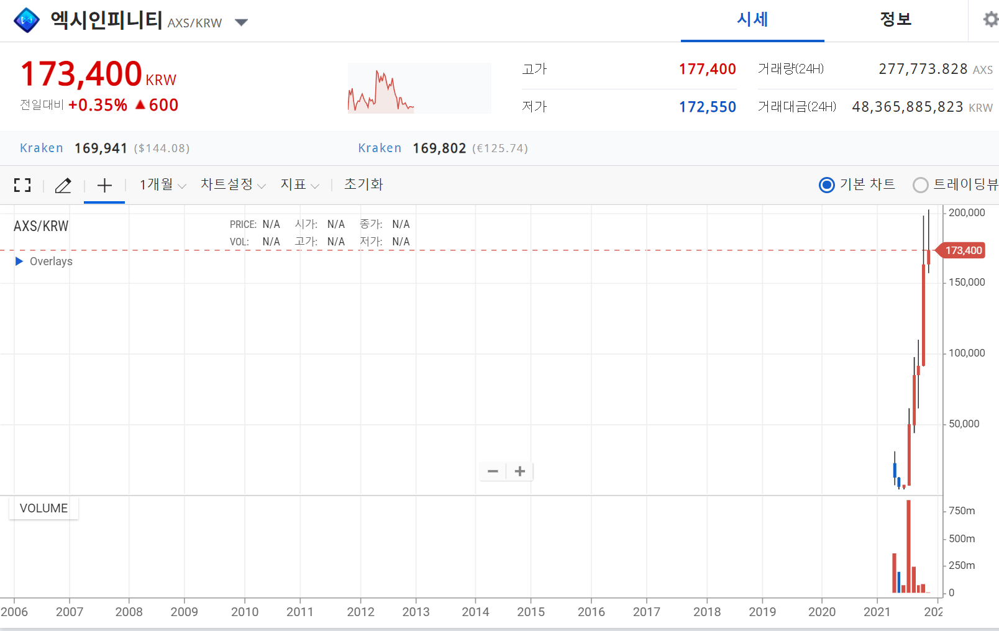 엑시인피니티 AXS/KRW
시세
정보
173,400 KRW
전일대비 +0.35% ▲600
고가 177,400
거래량(24H) 277,773.828 AXS
저가 172,550
거래대금(24H) 48,365,885,823 KRW
Kraken 169,941 ($144.08)
Kraken 169,802 (€125.74)
1개월 차트설정 지표 초기화
기본 차트 트레이딩뷰
AXS/KRW
PRICE: N/A 시가: N/A 종가: N/A
VOL: N/A 고가: N/A 저가: N/A
Overlays
200,000
173,400
150,000
100,000
50,000
VOLUME
750m
500m
250m
0
2006 2007 2008 2009 2010 2011 2012 2013 2014 2015 2016 2017 2018 2019 2020 2021 202